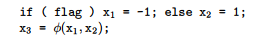 if ( flag ) x₁ = -1; else x₂ = 1;
x₃ = ϕ(x₁,x₂);